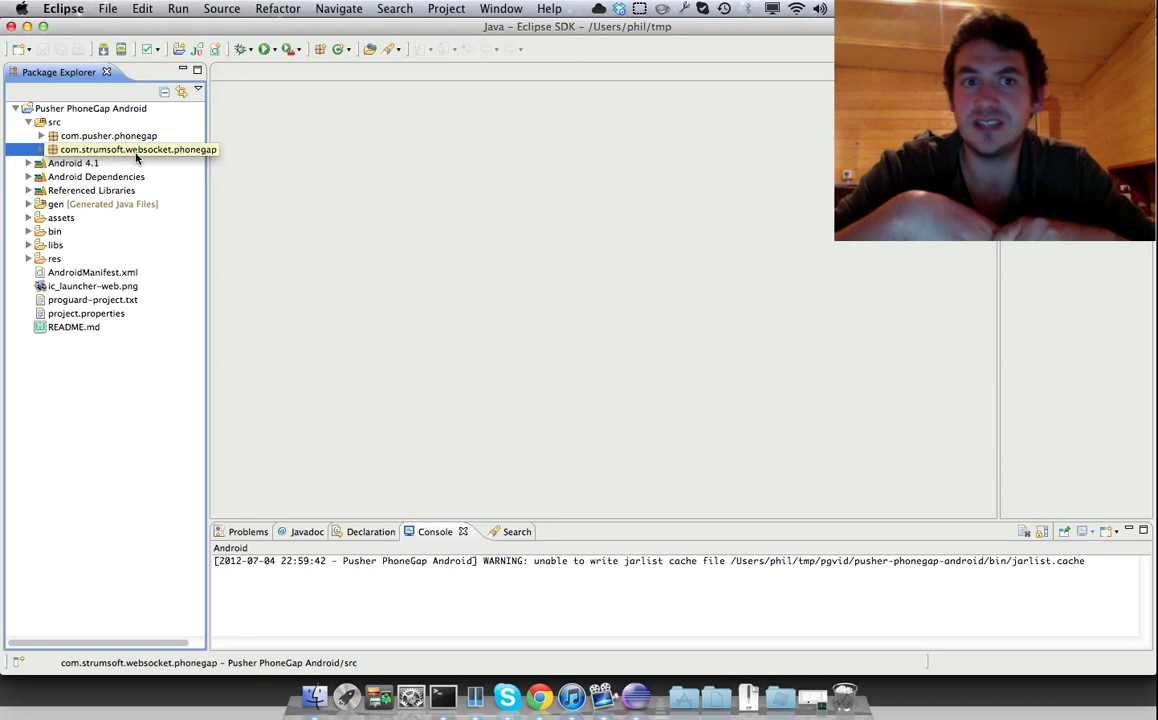 Eclipse File Edit Run Source Refactor Navigate Search Project Window Help
Java - Eclipse SDK - /Users/phil/tmp
Package Explorer
Pusher PhoneGap Android
src
com.pusher.phonegap
com.strumsoft.websocket.phonegap
Android 4.1
Android Dependencies
Referenced Libraries
gen [Generated Java Files]
assets
bin
libs
res
AndroidManifest.xml
ic_launcher-web.png
proguard-project.txt
project.properties
README.md
Problems Javadoc Declaration Console Search
Android
[2012-07-04 22:59:42 - Pusher PhoneGap Android] WARNING: unable to write jarlist cache file /Users/phil/tmp/pgvid/pusher-phonegap-android/bin/jarlist.cache
com.strumsoft.websocket.phonegap - Pusher PhoneGap Android/src